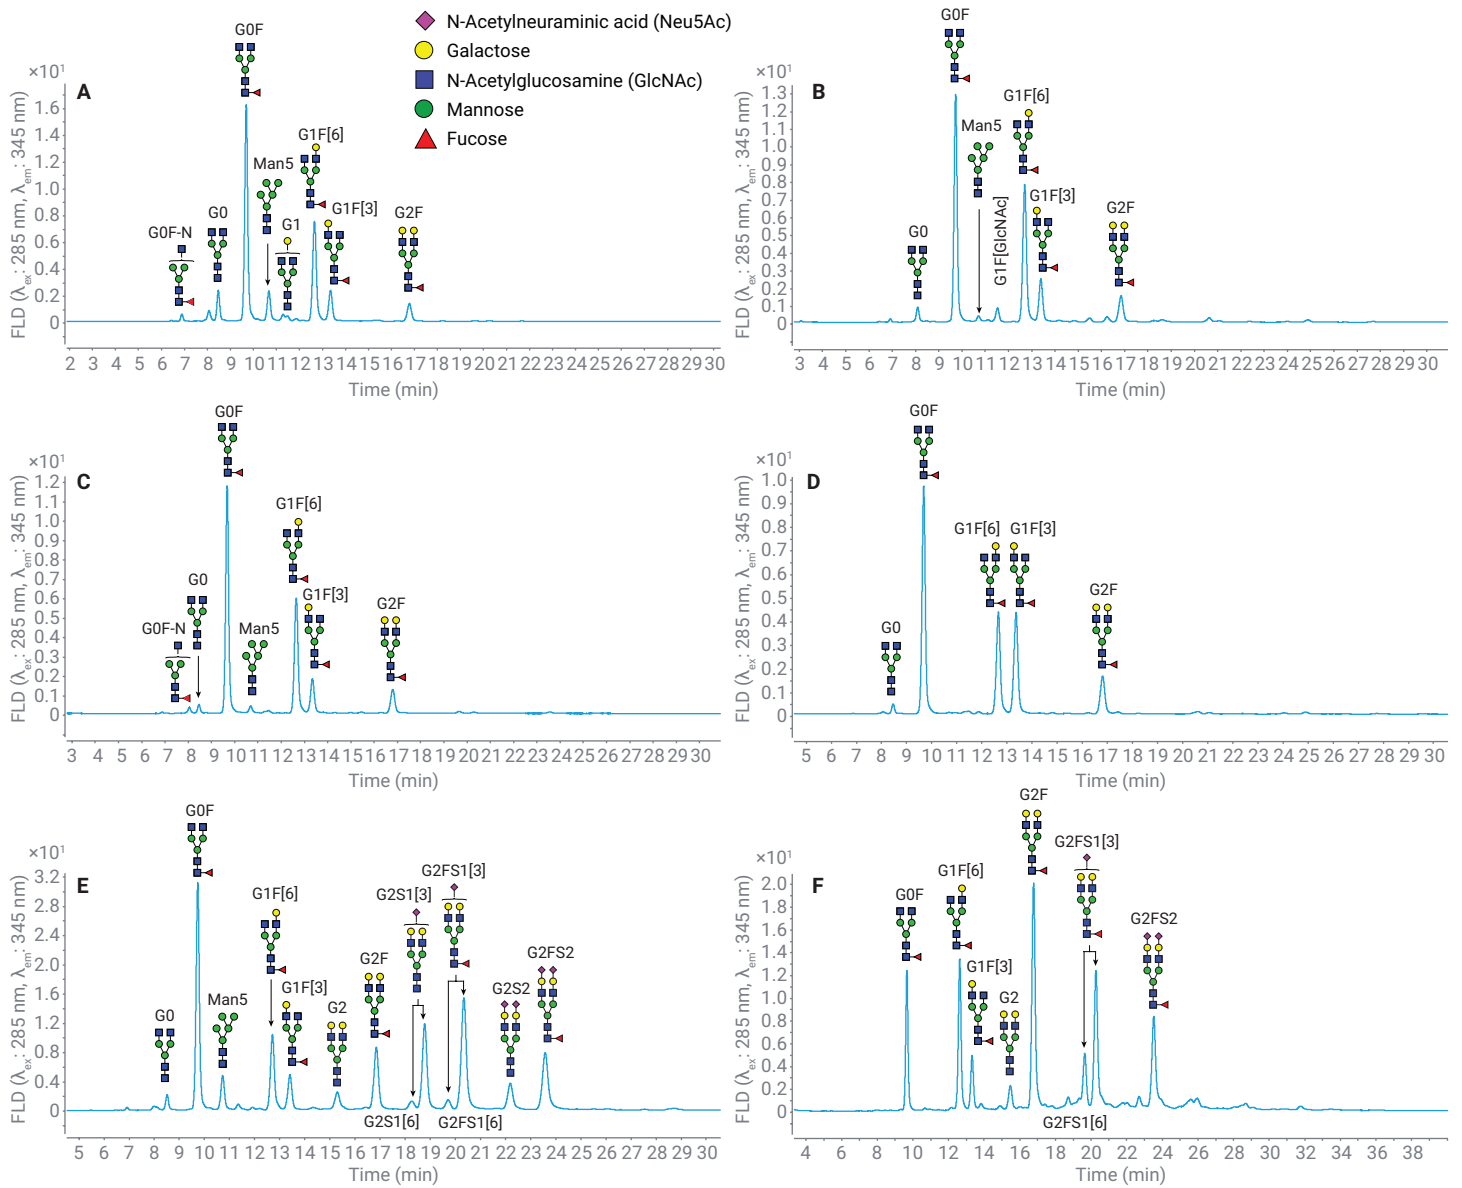 N-Acetylneuraminic acid (Neu5Ac)
Galactose
N-Acetylglucosamine (GlcNAc)
Mannose
Fucose
A
×10¹
FLD (λex: 285 nm, λem: 345 nm)
1.6
1.4
1.2
1.0
0.8
0.6
0.4
0.2
0
G0F-N
G0
G0F
Man5
G1
G1F[6]
G1F[3]
G2F
2 3 4 5 6 7 8 9 10 11 12 13 14 15 16 17 18 19 20 21 22 23 24 25 26 27 28 29 30
Time (min)
B
×10¹
FLD (λex: 285 nm, λem: 345 nm)
1.3
1.2
1.1
0.1
0.9
0.8
0.7
0.6
0.5
0.4
0.3
0.2
0.1
0
G0
G0F
Man5
G1F[GlcNAc]
G1F[6]
G1F[3]
G2F
3 4 5 6 7 8 9 10 11 12 13 14 15 16 17 18 19 20 21 22 23 24 25 26 27 28 29 30
Time (min)
C
×10¹
FLD (λex: 285 nm, λem: 345 nm)
1.2
1.1
1.0
0.9
0.8
0.7
0.6
0.5
0.4
0.3
0.2
0.1
0
G0F-N
G0
G0F
Man5
G1F[6]
G1F[3]
G2F
3 4 5 6 7 8 9 10 11 12 13 14 15 16 17 18 19 20 21 22 23 24 25 26 27 28 29 30
Time (min)
D
×10¹
FLD (λex: 285 nm, λem: 345 nm)
1.0
0.9
0.8
0.7
0.6
0.5
0.4
0.3
0.2
0.1
0
G0
G0F
G1F[6]
G1F[3]
G2F
5 6 7 8 9 10 11 12 13 14 15 16 17 18 19 20 21 22 23 24 25 26 27 28 29 30
Time (min)
E
×10¹
FLD (λex: 285 nm, λem: 345 nm)
3.2
2.8
2.4
2.0
1.6
1.2
0.8
0.4
0
G0
G0F
Man5
G1F[6]
G1F[3]
G2
G2F
G2S1[3]
G2FS1[3]
G2S2
G2FS2
G2S1[6]
G2FS1[6]
5 6 7 8 9 10 11 12 13 14 15 16 17 18 19 20 21 22 23 24 25 26 27 28 29 30
Time (min)
F
×10¹
FLD (λex: 285 nm, λem: 345 nm)
2.0
1.8
1.6
1.4
1.2
1.0
0.8
0.6
0.4
0.2
0
G0F
G1F[6]
G1F[3]
G2
G2F
G2FS1[3]
G2FS2
G2FS1[6]
4 6 8 10 12 14 16 18 20 22 24 26 28 30 32 34 36 38
Time (min)